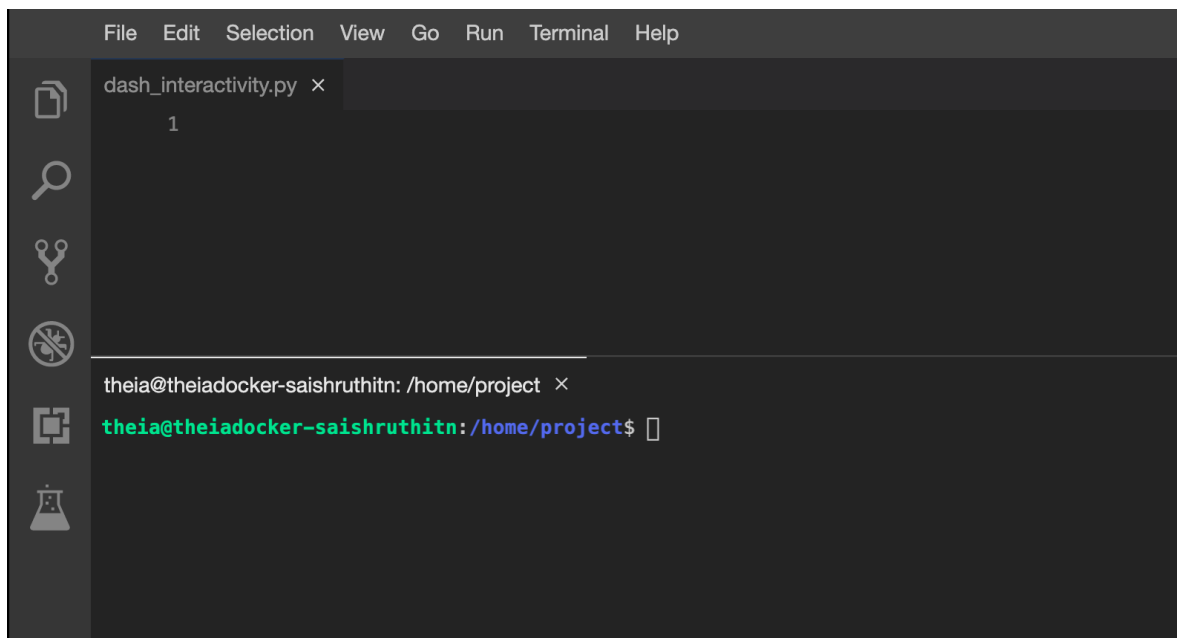 File Edit Selection View Go Run Terminal Help
dash_interactivity.py ×
1
theia@theiadocker-saishruthitn: /home/project ×
theia@theiadocker-saishruthitn:/home/project$